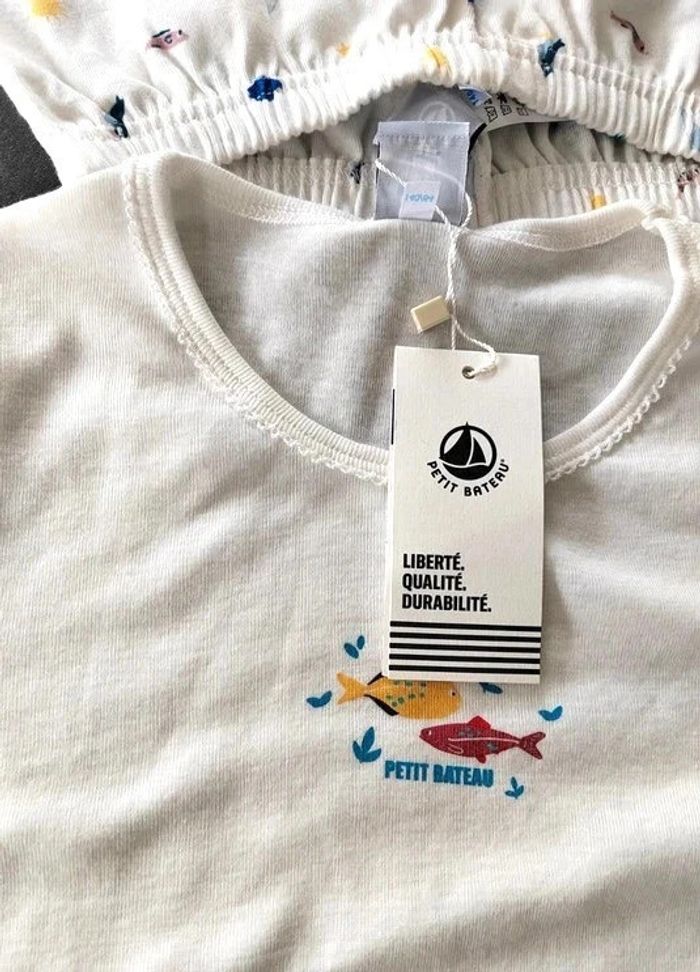 PETIT BATEAU
LIBERTÉ.
QUALITÉ.
DURABILITÉ.
PETIT BATEAU